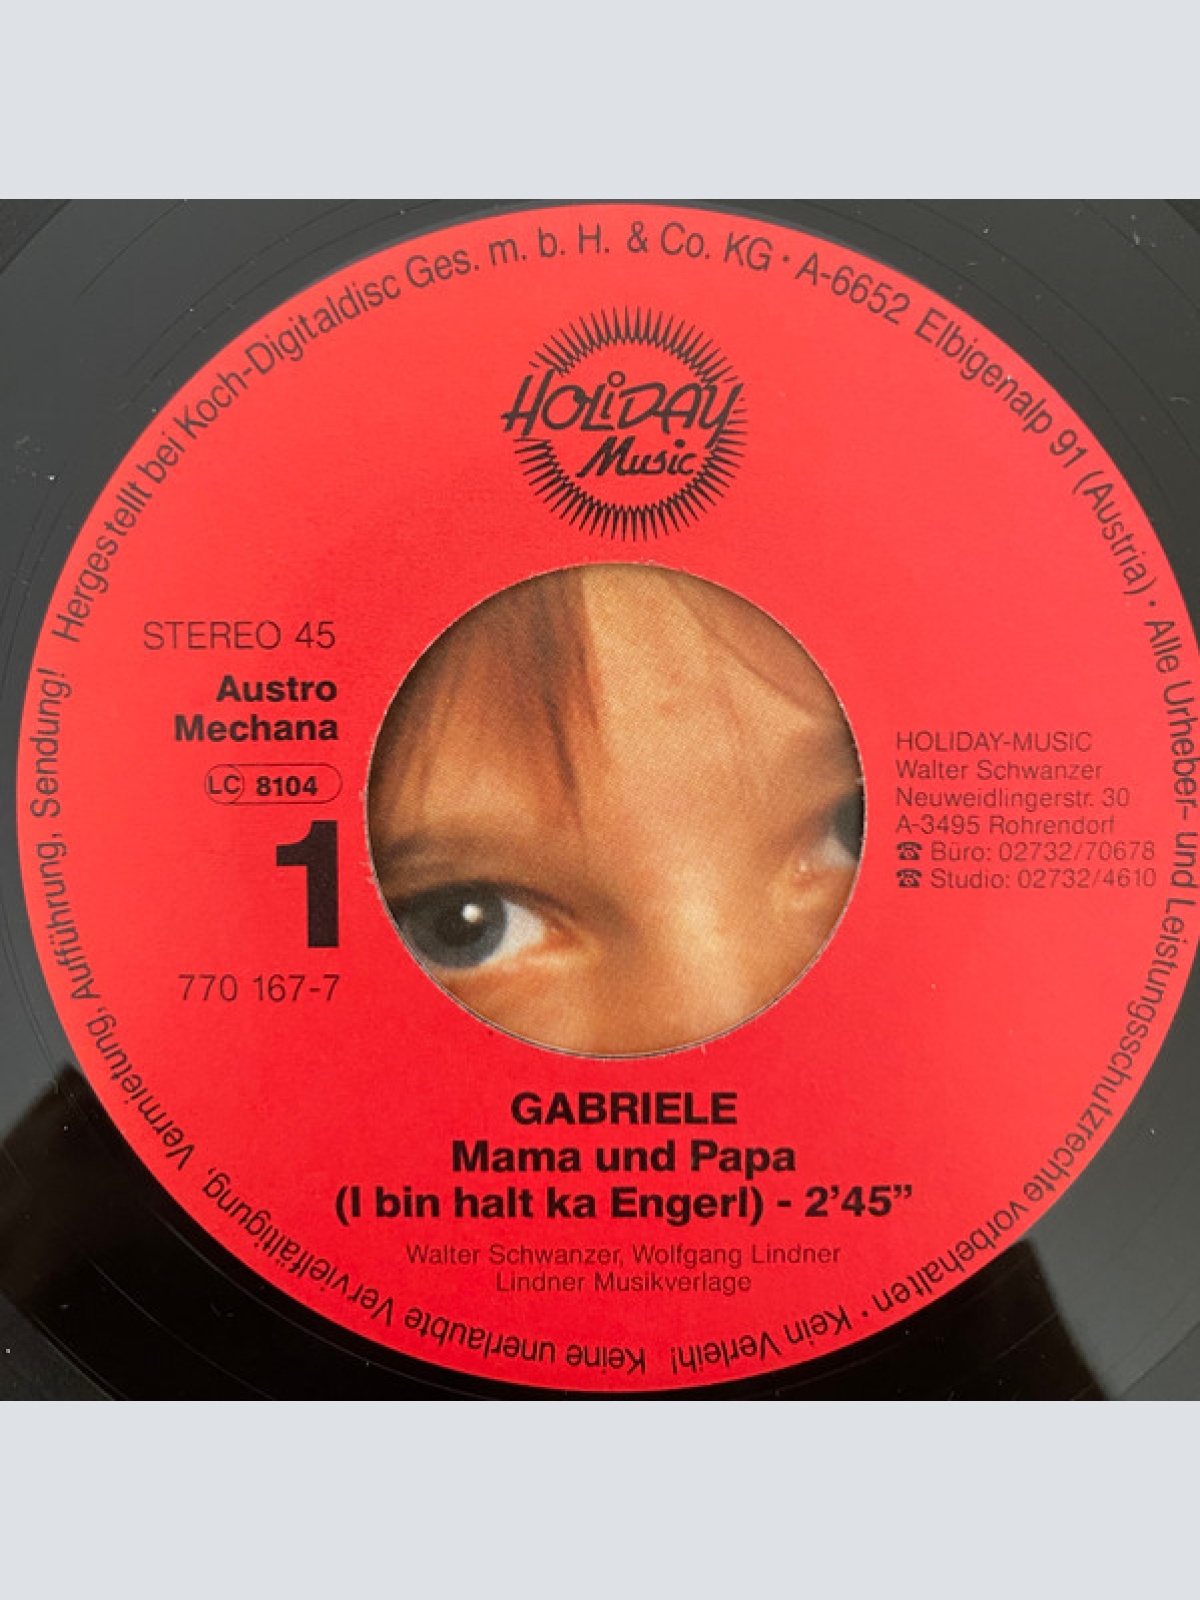 Hergestellt bei Koch-Digitaldisc Ges. m. b. H. & Co. KG · A-6652 Elbigenalp 91 (Austria) · Alle Urheber- und Leistungsschutzrechte vorbehalten · Kein Verleih! Keine unerlaubte Vervielfältigung, Vermietung, Aufführung, Sendung!
HOLIDAY
Music
STEREO 45
Austro
Mechana
LC 8104
1
770 167-7
HOLIDAY-MUSIC
Walter Schwanzer
Neuweidlingerstr. 30
A-3495 Rohrendorf
☎ Büro: 02732/70678
☎ Studio: 02732/4610
GABRIELE
Mama und Papa
(I bin halt ka Engerl) - 2’45”
Walter Schwanzer, Wolfgang Lindner
Lindner Musikverlage